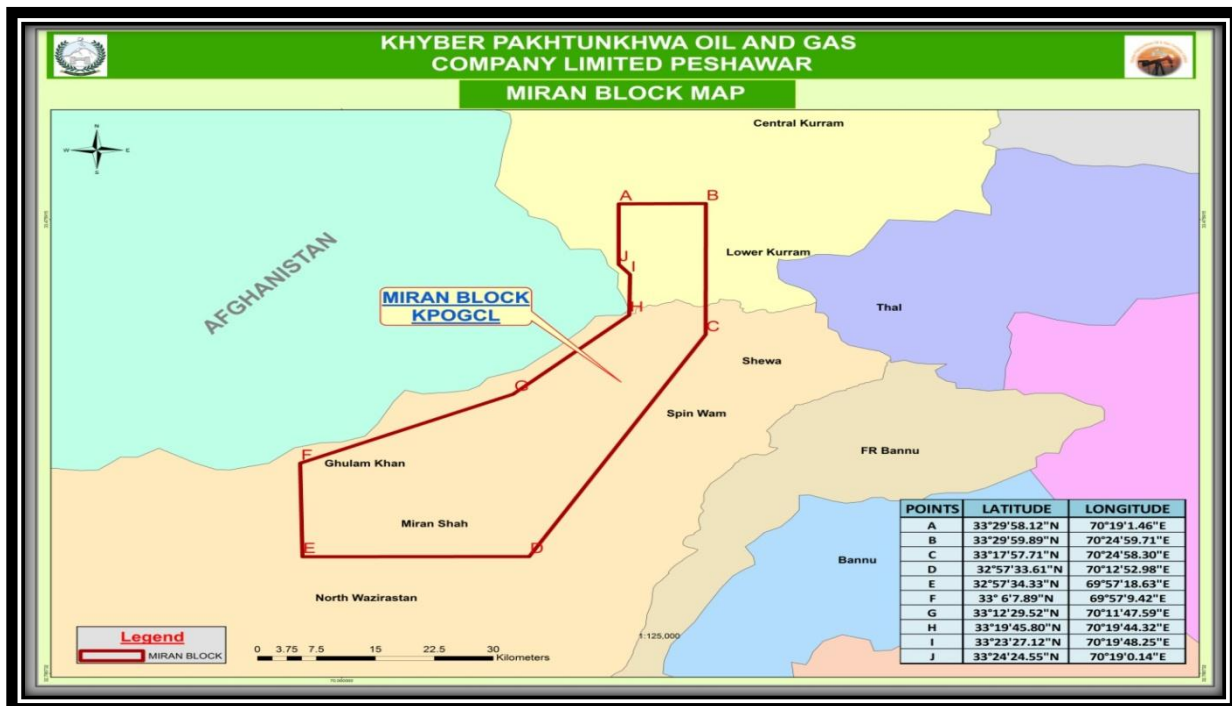 KHYBER PAKHTUNKHWA OIL AND GAS
COMPANY LIMITED PESHAWAR
MIRAN BLOCK MAP
N
W
E
S
Central Kurram
A
B
AFGHANISTAN
J
I
Lower Kurram
MIRAN BLOCK
KPOGCL
H
Thal
C
Shewa
G
Spin Wam
F
Ghulam Khan
FR Bannu
Miran Shah
E
D
Bannu
North Wazirastan
POINTS LATITUDE LONGITUDE
A 33°29'58.12"N 70°19'1.46"E
B 33°29'59.89"N 70°24'59.71"E
C 33°17'57.71"N 70°24'58.30"E
D 32°57'33.61"N 70°12'52.98"E
E 32°57'34.33"N 69°57'18.63"E
F 33° 6'7.89"N 69°57'9.42"E
G 33°12'29.52"N 70°11'47.59"E
H 33°19'45.80"N 70°19'44.32"E
I 33°23'27.12"N 70°19'48.25"E
J 33°24'24.55"N 70°19'0.14"E
Legend
MIRAN BLOCK
0 3.75 7.5 15 22.5 30
Kilometers
1:125,000